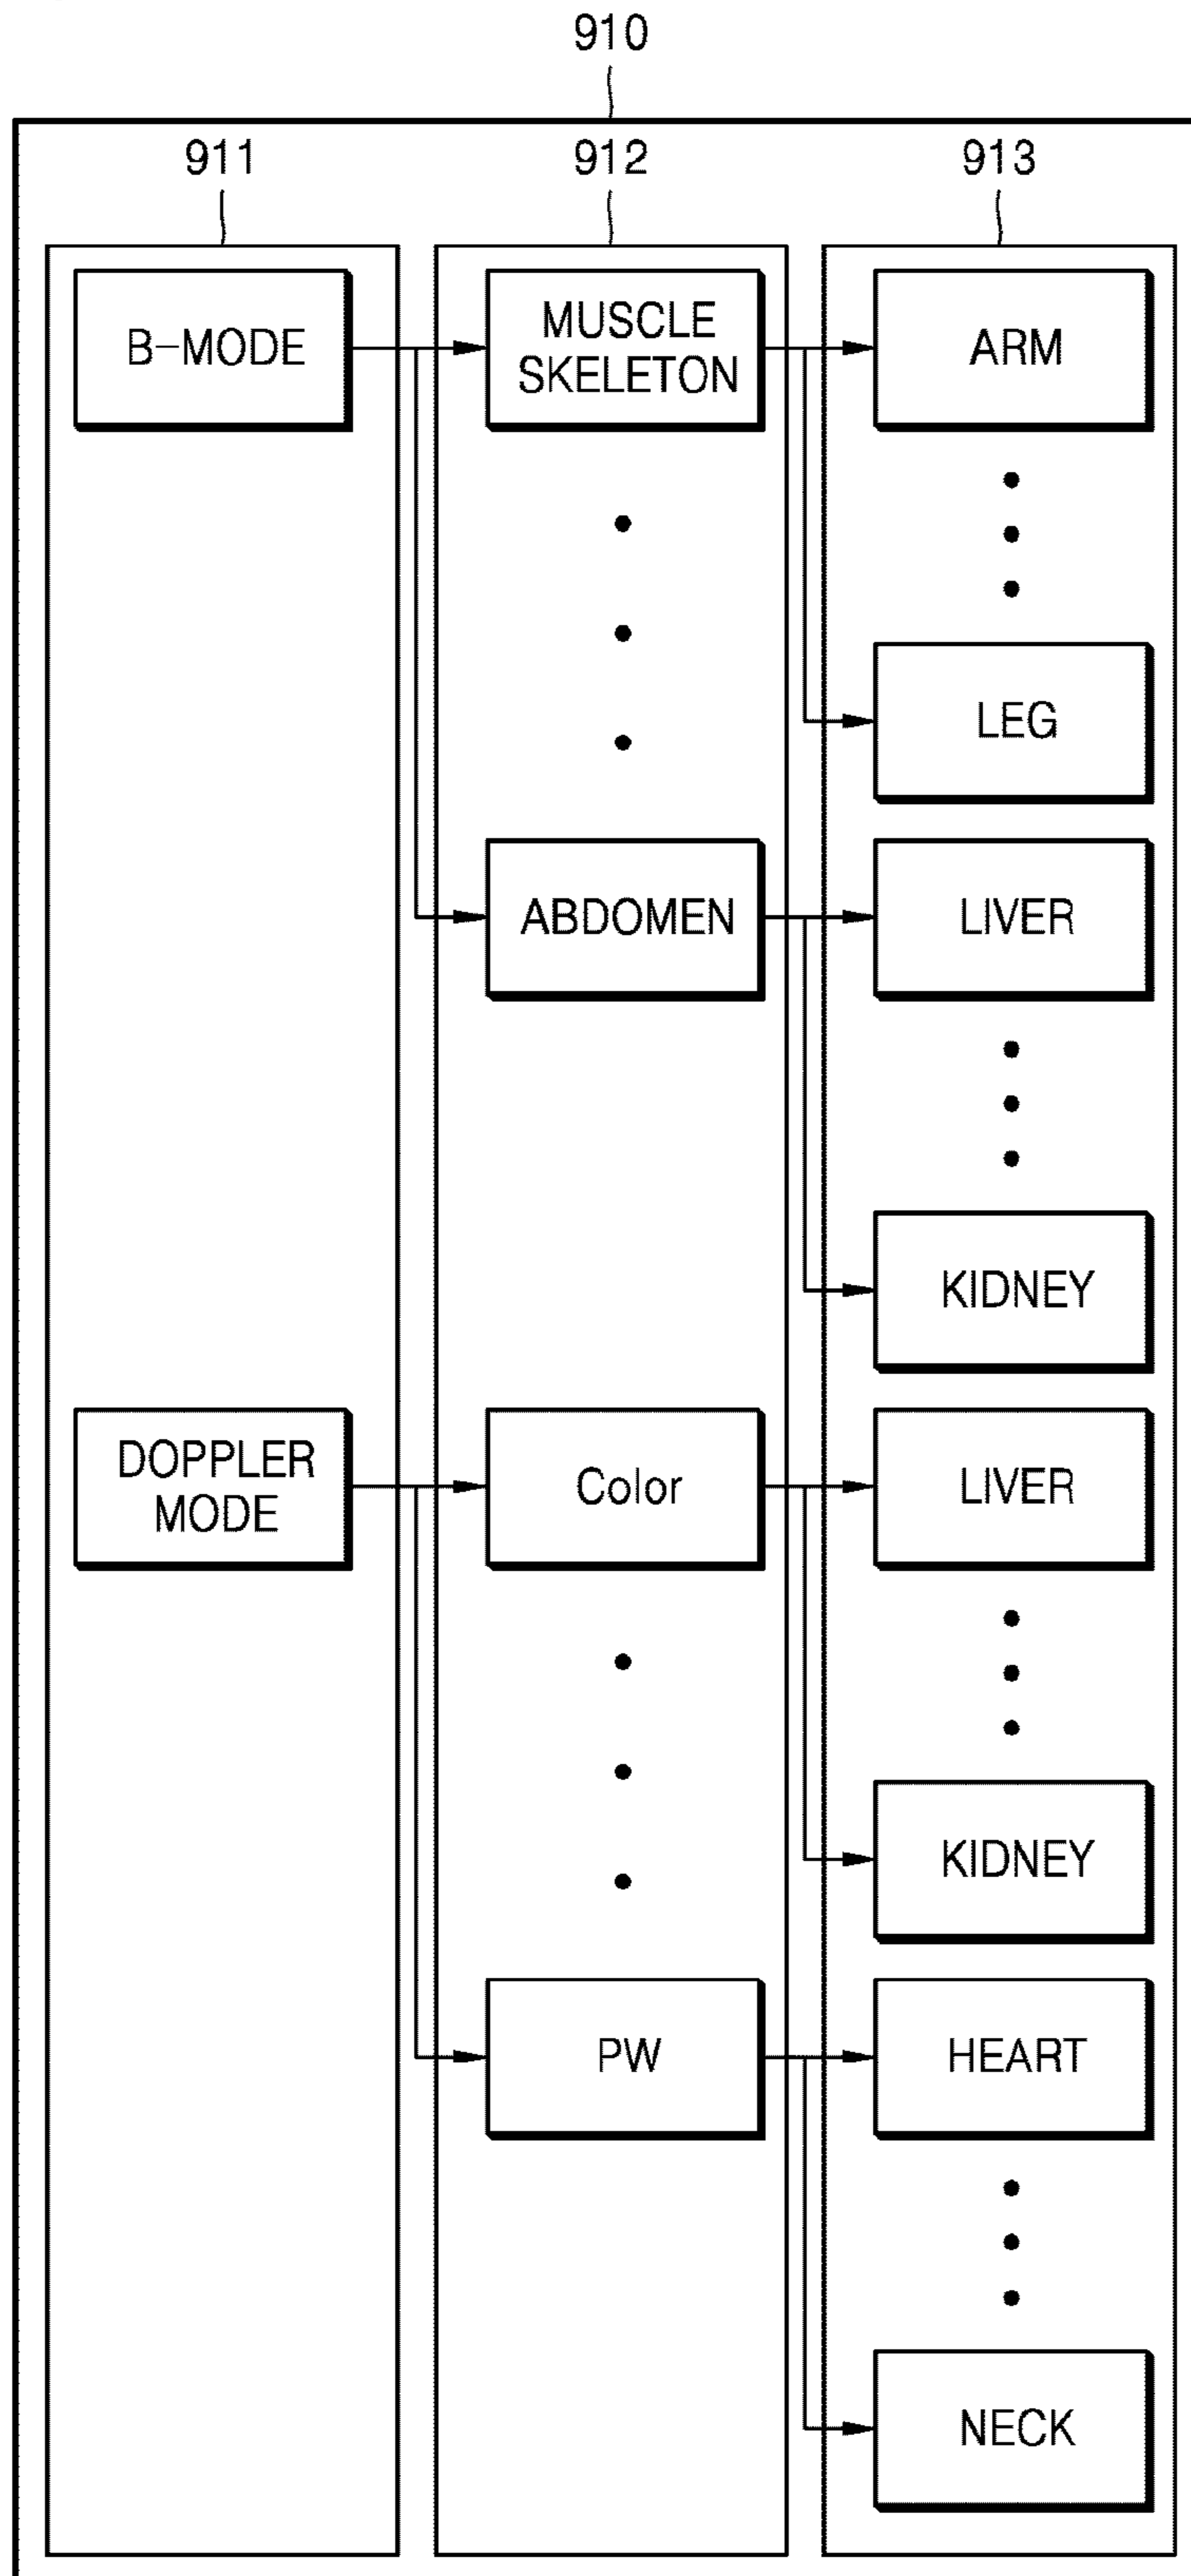 910
911 912 913
B-MODE
MUSCLE
SKELETON
ARM
LEG
ABDOMEN
LIVER
KIDNEY
DOPPLER
MODE
Color
LIVER
KIDNEY
PW
HEART
NECK